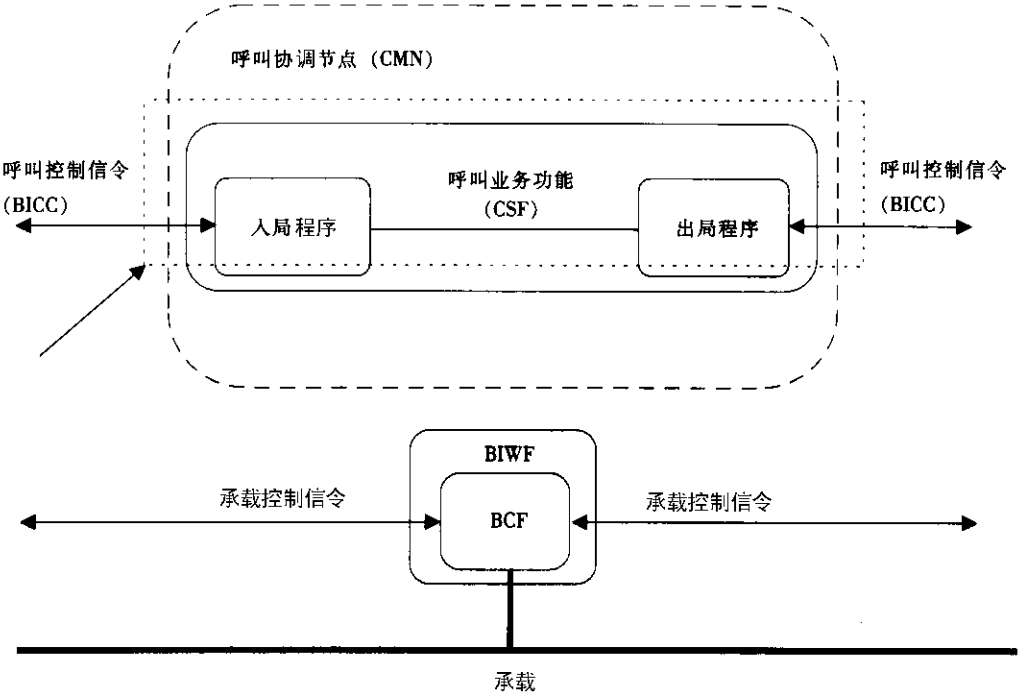 呼叫协调节点（CMN）
呼叫控制信令
（BICC）
呼叫业务功能
（CSF）
入局程序
出局程序
呼叫控制信令
（BICC）
BIWF
承载控制信令
BCF
承载控制信令
承载